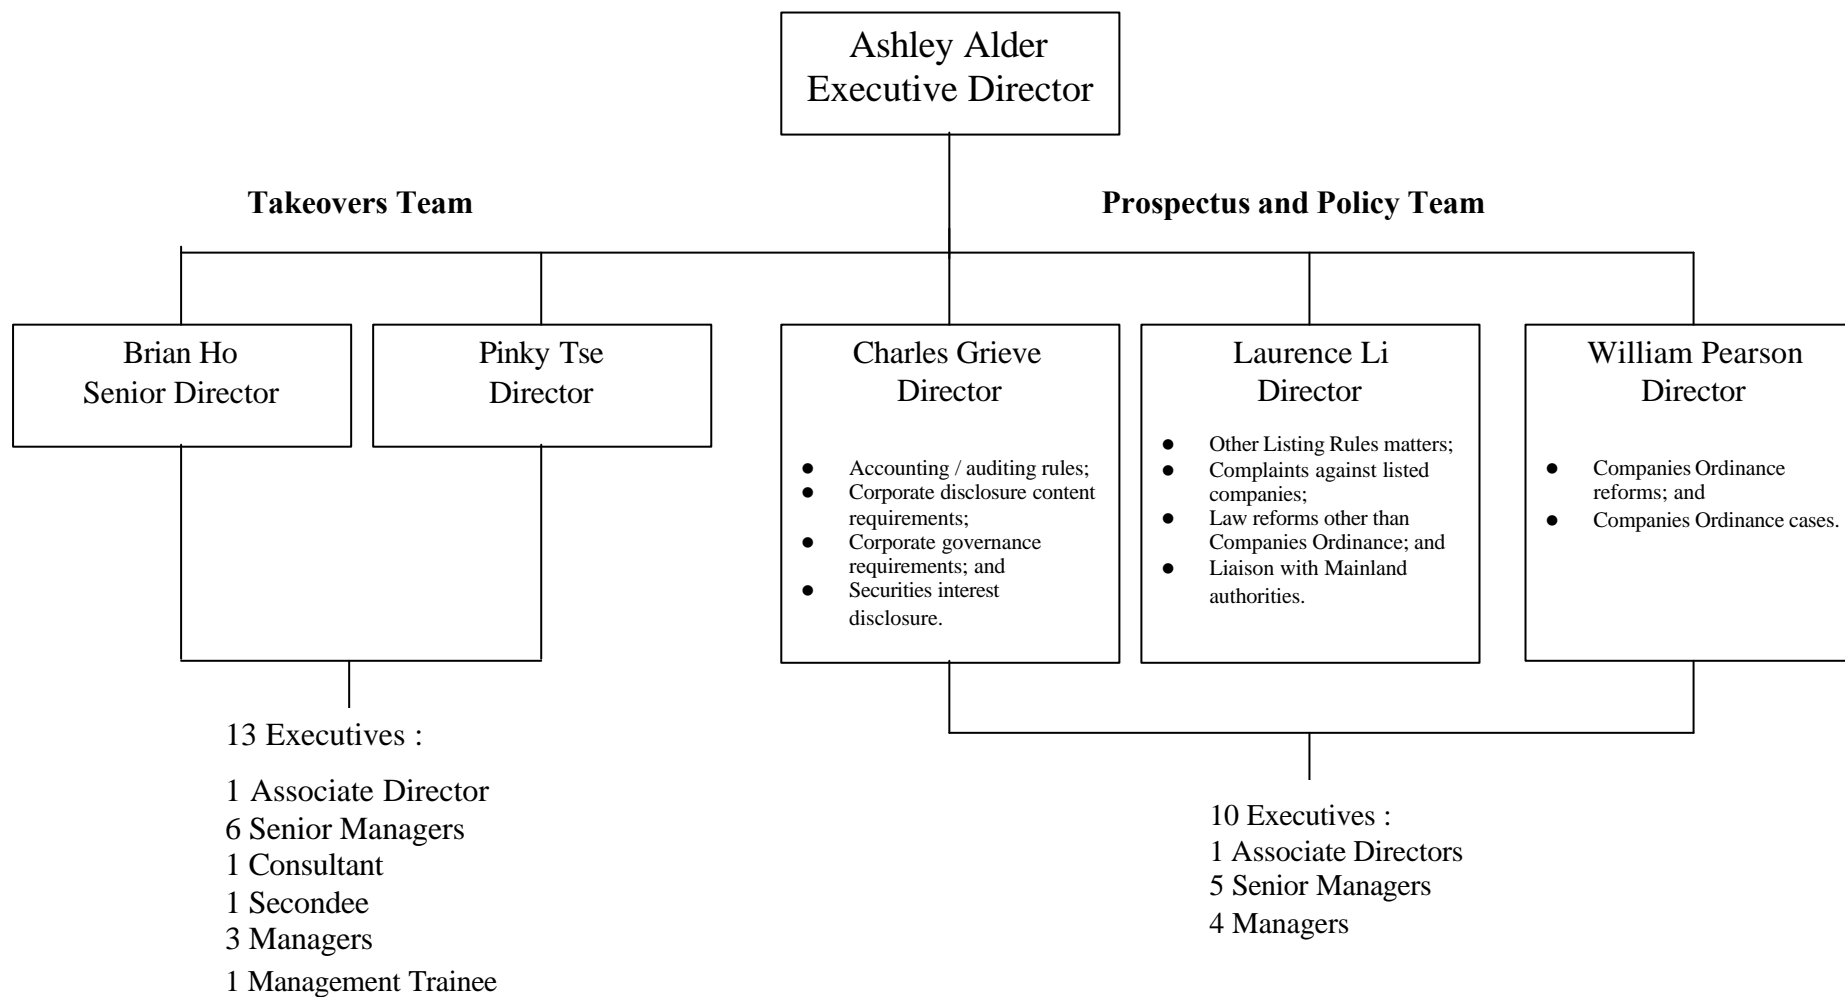 Ashley Alder
Executive Director
Takeovers Team
Prospectus and Policy Team
Brian Ho
Senior Director
Pinky Tse
Director
Charles Grieve
Director
● Accounting / auditing rules;
● Corporate disclosure content
requirements;
● Corporate governance
requirements; and
● Securities interest
disclosure.
Laurence Li
Director
● Other Listing Rules matters;
● Complaints against listed
companies;
● Law reforms other than
Companies Ordinance; and
● Liaison with Mainland
authorities.
William Pearson
Director
● Companies Ordinance
reforms; and
● Companies Ordinance cases.
13 Executives :
1 Associate Director
6 Senior Managers
1 Consultant
1 Secondee
3 Managers
1 Management Trainee
10 Executives :
1 Associate Directors
5 Senior Managers
4 Managers